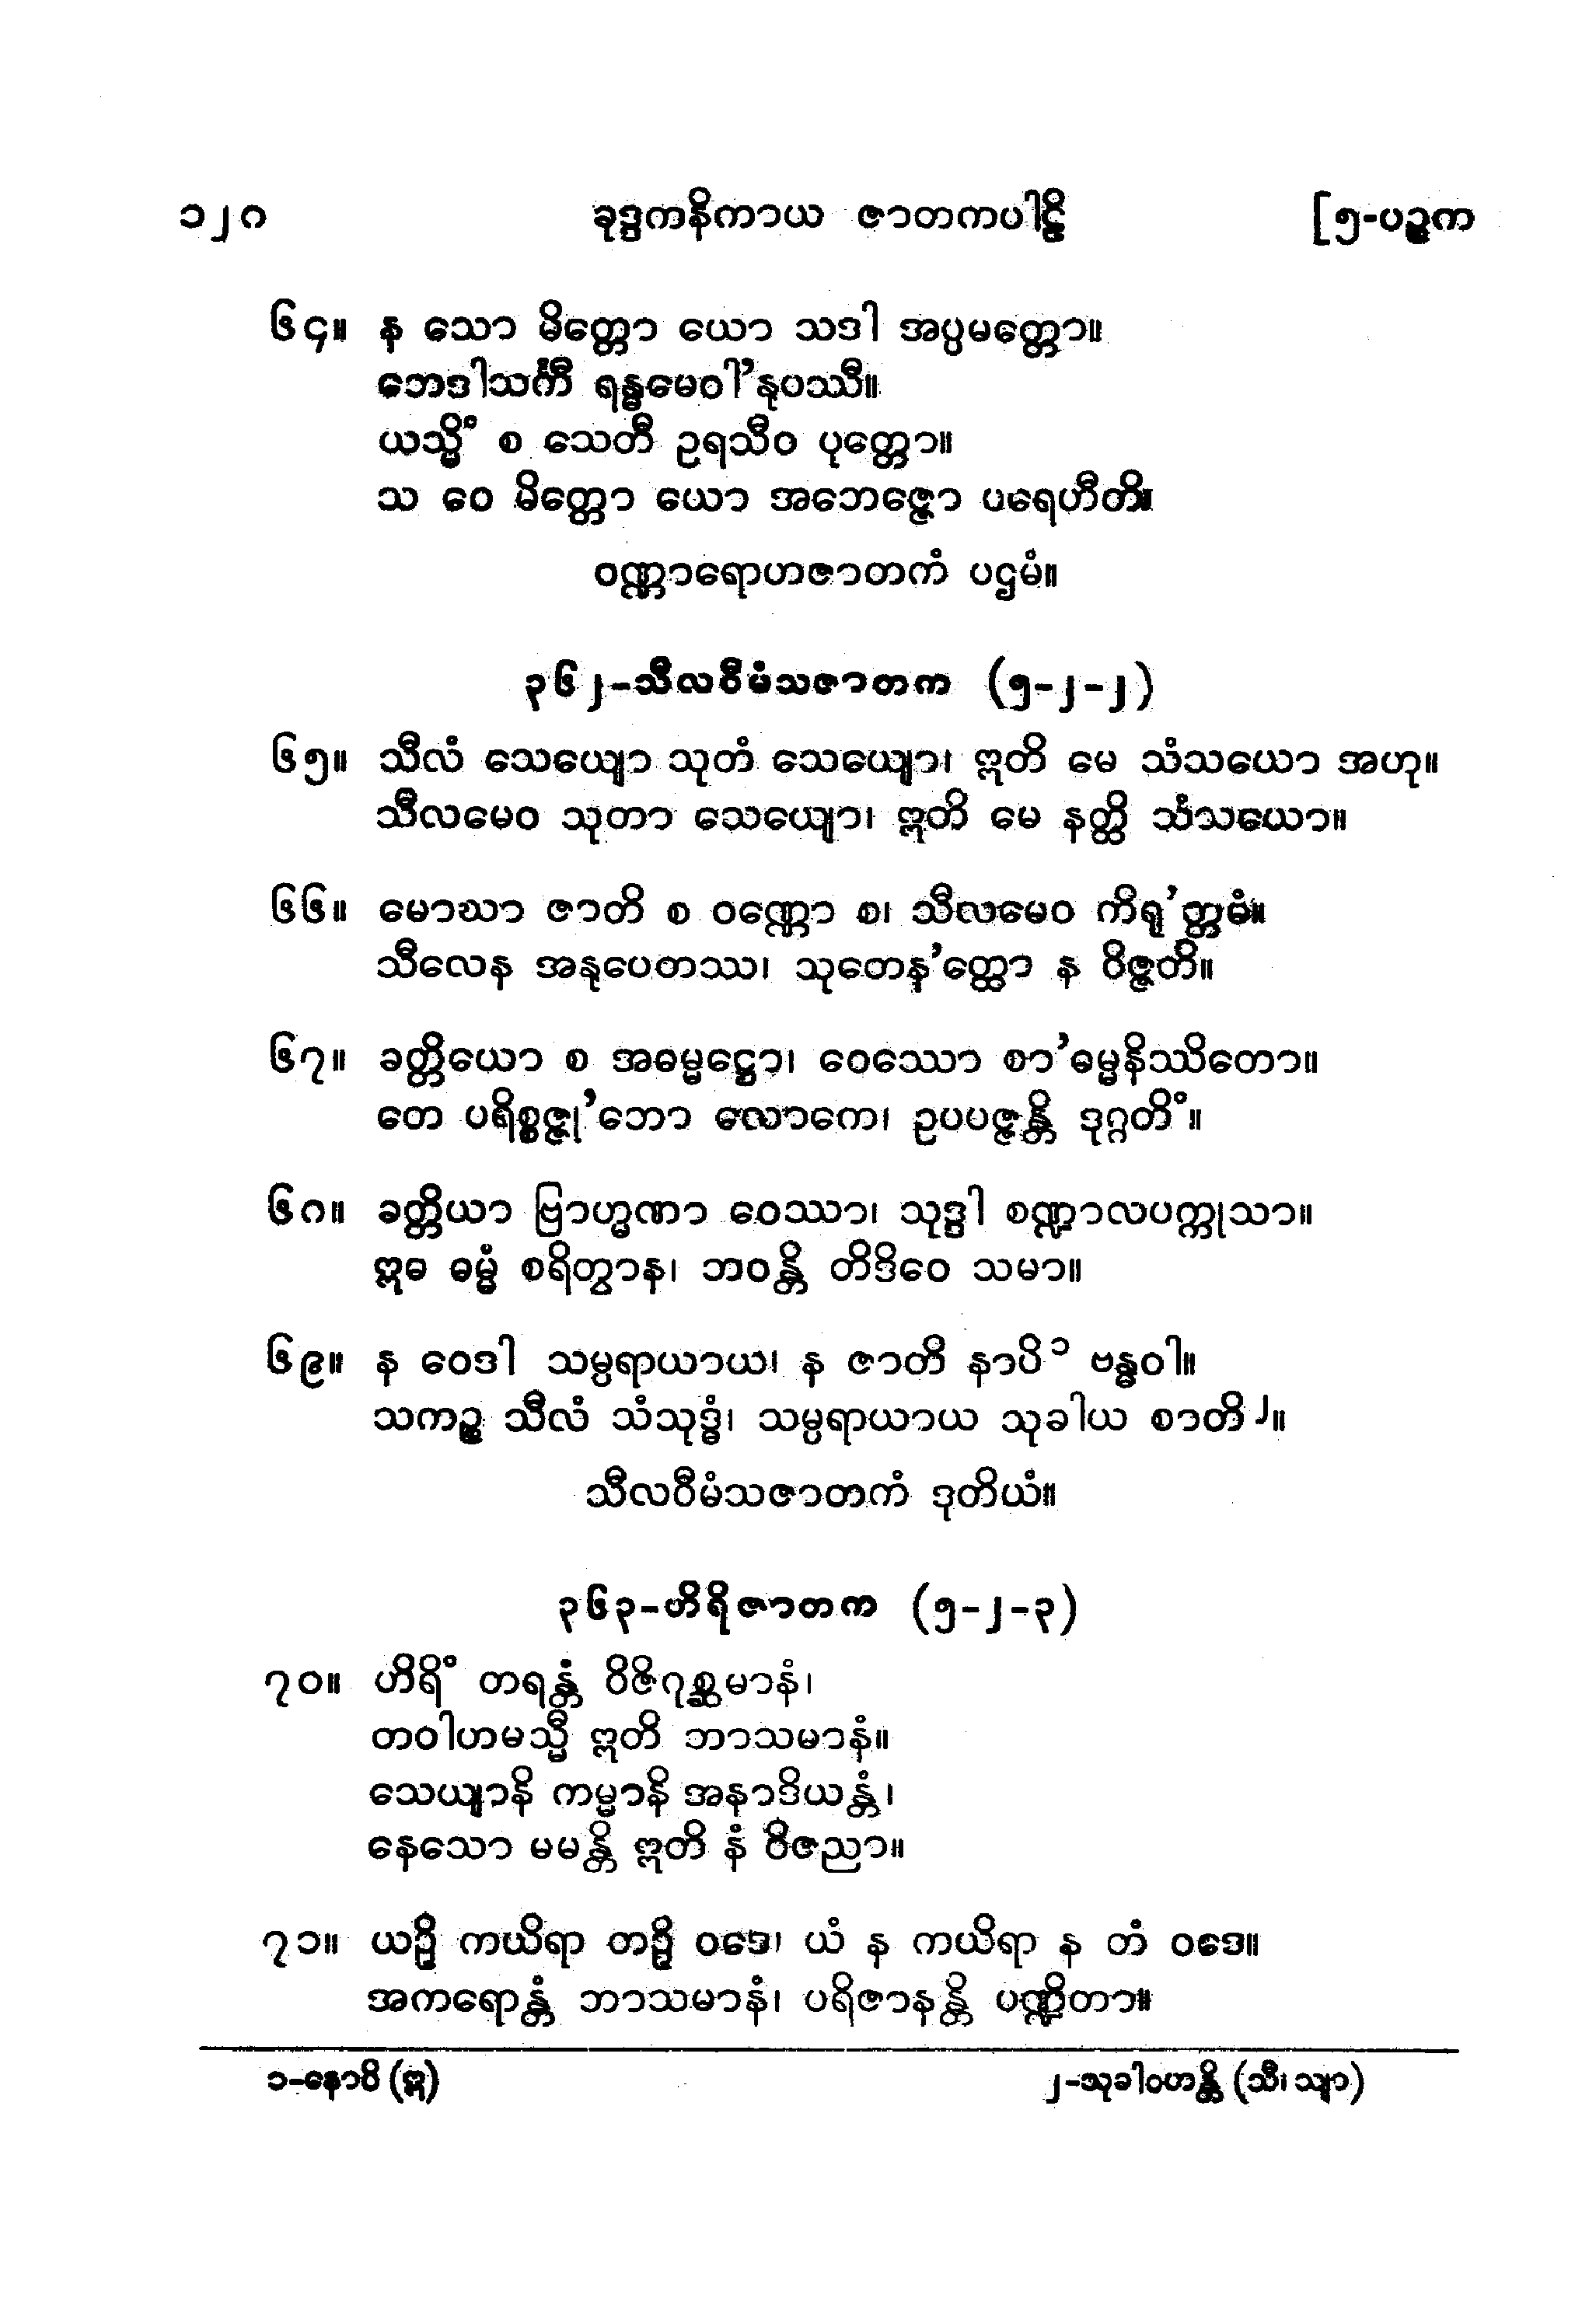 ၁၂၈ ခုဒ္ဒကနိကာယ ဇာတကပါဠိ [၅-ပဉ္စက
၆၄။ န သော မိတ္တော ယော သဒါ အပ္ပမတ္တော။
ဘေဒါသင်္ကီ ရန္ဓမေဝါ’နုပဿီ။
ယသ္မိံ စ သေတီ ဥရသီဝ ပုတ္တော။
သ ဝေ မိတ္တော ယော အဘေဇ္ဇော ပရေဟီတိ။
ဝဏ္ဏာရောဟဇာတကံ ပဌမံ။
၃၆၂-သီလဝီမံသဇာတက (၅-၂-၂)
၆၅။ သီလံ သေယျော သုတံ သေယျော၊ ဣတိ မေ သံသယော အဟု။
သီလမေဝ သုတာ သေယျော၊ ဣတိ မေ နတ္ထိ သံသယော။
၆၆။ မောဃာ ဇာတိ စ ဝဏ္ဏော စ၊ သီလမေဝ ကိရု’တ္တမံ။
သီလေန အနုပေတဿ၊ သုတေန’တ္ထော န ဝိဇ္ဇတိ။
၆၇။ ခတ္တိယော စ အဓမ္မဋ္ဌော၊ ဝေဿော စာ’ဓမ္မနိဿိတော။
တေ ပရိစ္စဇ္ဇု’ဘော လောကေ၊ ဥပပဇ္ဇန္တိ ဒုဂ္ဂတိံ။
၆၈။ ခတ္တိယာ ဗြာဟ္မဏာ ဝေဿာ၊ သုဒ္ဒါ စဏ္ဍာလပက္ကုသာ။
ဣဓ ဓမ္မံ စရိတွာန၊ ဘဝန္တိ တိဒိဝေ သမာ။
၆၉။ န ဝေဒါ သမ္ပရာယာယ၊ န ဇာတိ နာပိ ၁ ဗန္ဓဝါ။
သကဉ္စ သီလံ သံသုဒ္ဓံ၊ သမ္ပရာယာယ သုခါယ စာတိ ၂။
သီလဝီမံသဇာတကံ ဒုတိယံ။
၃၆၃-ဟိရိဇာတက (၅-၂-၃)
၇၀။ ဟိရိံ တရန္တံ ဝိဇိဂုစ္ဆမာနံ၊
တဝါဟမသ္မီ ဣတိ ဘာသမာနံ။
သေယျာနိ ကမ္မာနိ အနာဒိယန္တံ၊
နေသော မမန္တိ ဣတိ နံ ဝိဇညာ။
၇၁။ ယဉှိ ကယိရာ တဉှိ ဝဒေ၊ ယံ န ကယိရာ န တံ ဝဒေ။
အကရောန္တံ ဘာသမာနံ၊ ပရိဇာနန္တိ ပဏ္ဍိတာ။
၁-နောပိ (ဣ) ၂-သုခါဝဟန္တိ (သီ၊ သျာ)